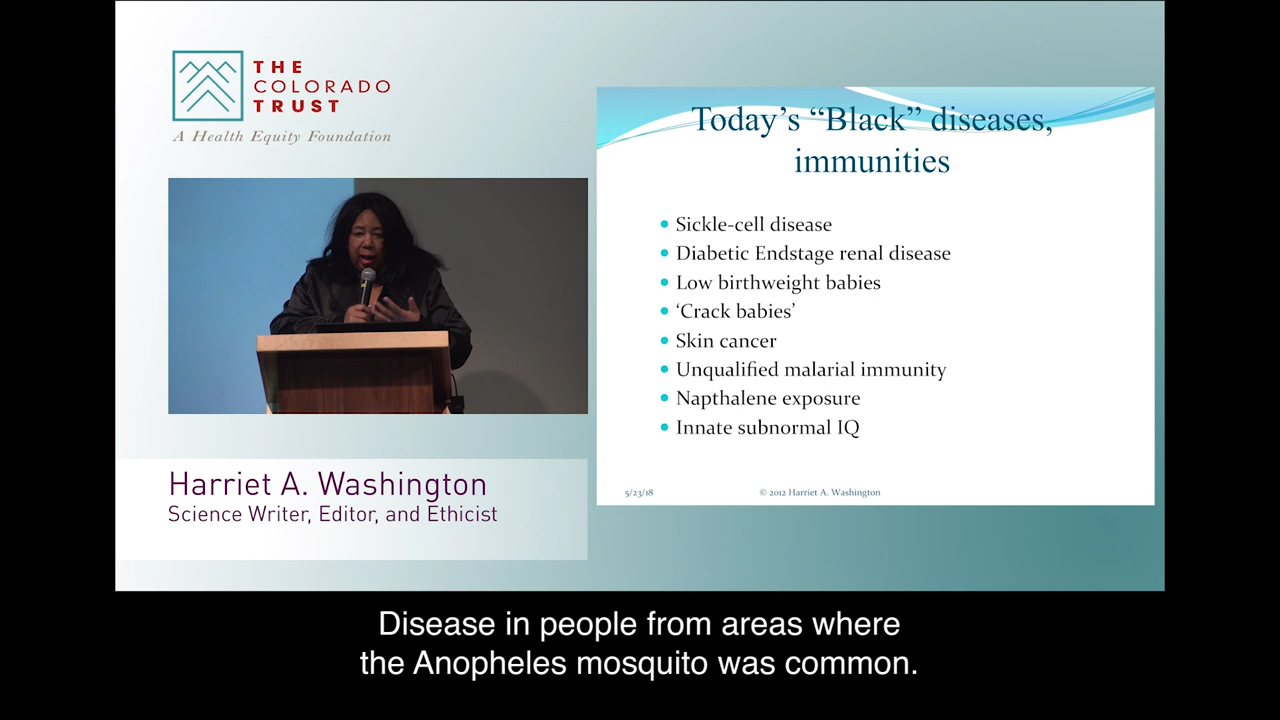 THE
COLORADO
TRUST
A Health Equity Foundation
Today's “Black” diseases,
immunities
Sickle-cell disease
Diabetic Endstage renal disease
Low birthweight babies
‘Crack babies’
Skin cancer
Unqualified malarial immunity
Napthalene exposure
Innate subnormal IQ
5/23/18
© 2012 Harriet A. Washington
Harriet A. Washington
Science Writer, Editor, and Ethicist
Disease in people from areas where
the Anopheles mosquito was common.